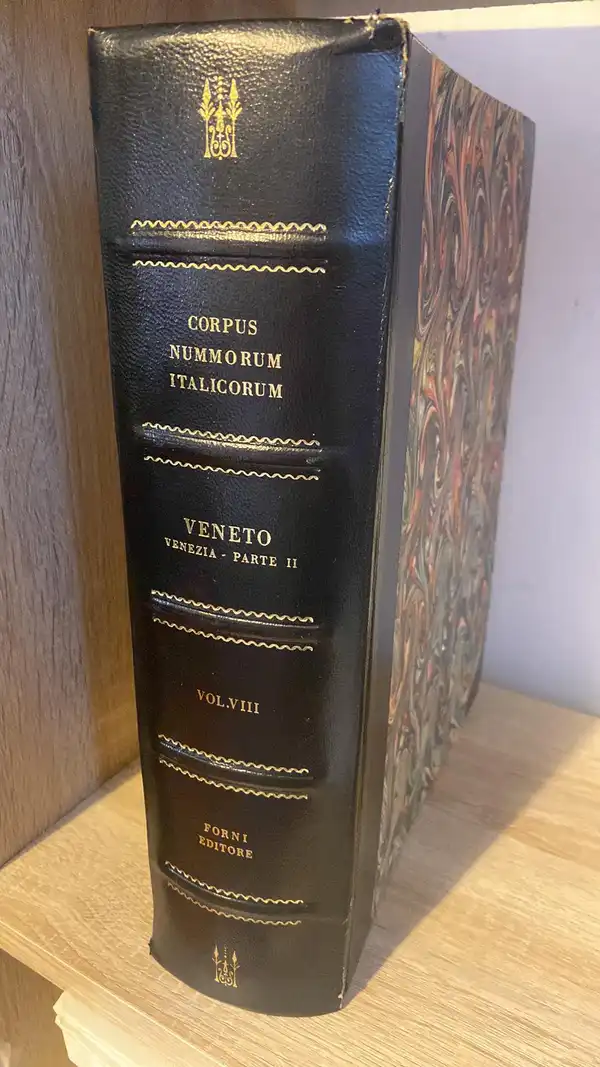 CORPUS
NUMMORUM
ITALICORUM
VENETO
VENEZIA - PARTE II
VOL.VIII
FORNI
EDITORE